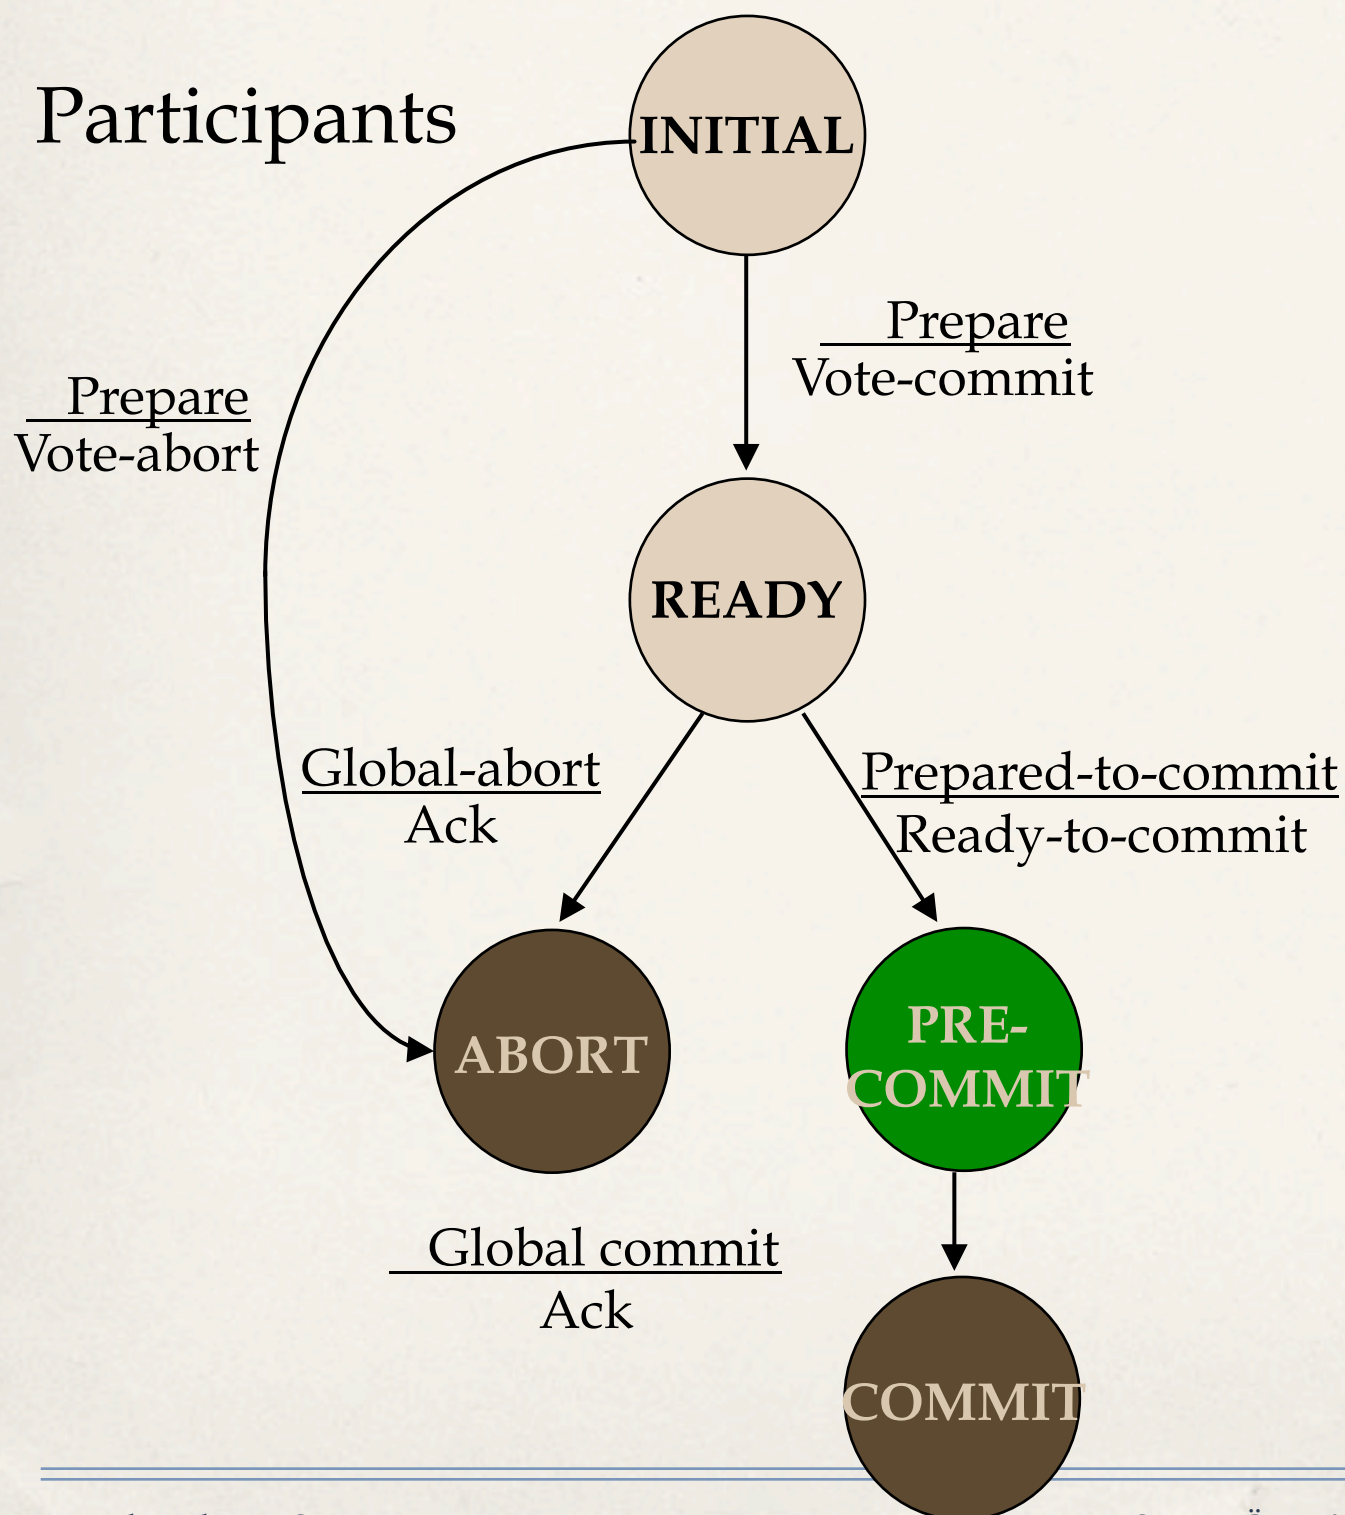 Participants
INITIAL
Prepare
Vote-commit
Prepare
Vote-abort
READY
Global-abort
Ack
Prepared-to-commit
Ready-to-commit
ABORT
PRE-
COMMIT
Global commit
Ack
COMMIT